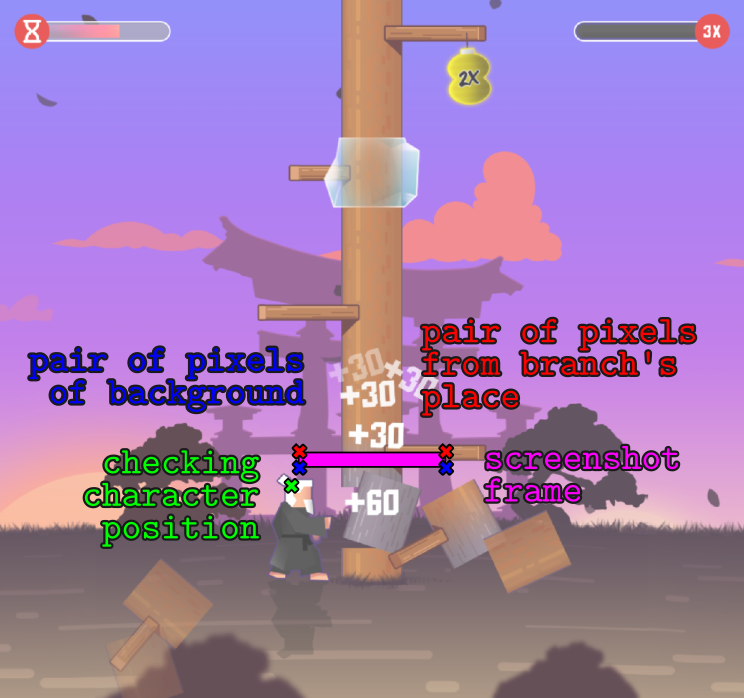 3X
2X
pair of pixels
from branch's
place
pair of pixels
of background
+30
+30
+30
+30
checking
character
position
screenshot
frame
+60